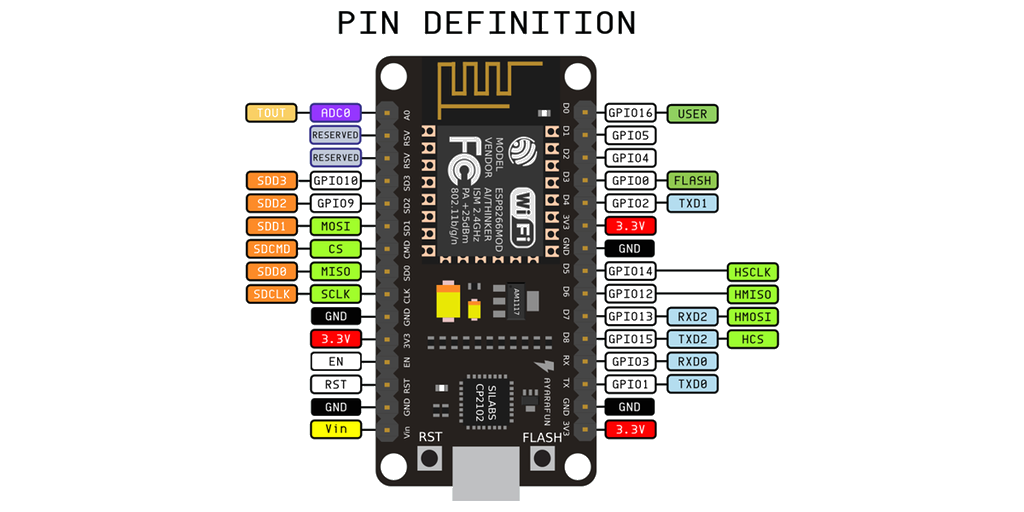 PIN DEFINITION
TOUT ADC0 A0 D0 GPIO16 USER
RESERVED RSV D1 GPIO5
RESERVED RSV D2 GPIO4
SDD3 GPIO10 SD3 D3 GPIO0 FLASH
SDD2 GPIO9 SD2 D4 GPIO2 TXD1
SDD1 MOSI SD1 3V3 3.3V
SDCMD CS CMD GND GND
SDD0 MISO SD0 D5 GPIO14 HSCLK
SDCLK SCLK CLK D6 GPIO12 HMISO
GND GND D7 GPIO13 RXD2 HMOSI
3.3V 3V3 D8 GPIO15 TXD2 HCS
EN EN RX GPIO3 RXD0
RST RST TX GPIO1 TXD0
GND GND GND GND
Vin Vin 3V3 3.3V
MODEL ESP8266MOD
VENDOR AI/THINKER
ISM 2.4GHz
PA +25dBm
802.11b/g/n
FC
Wi Fi
AM1117
AYARAFUN
SILABS
CP2102
RST FLASH